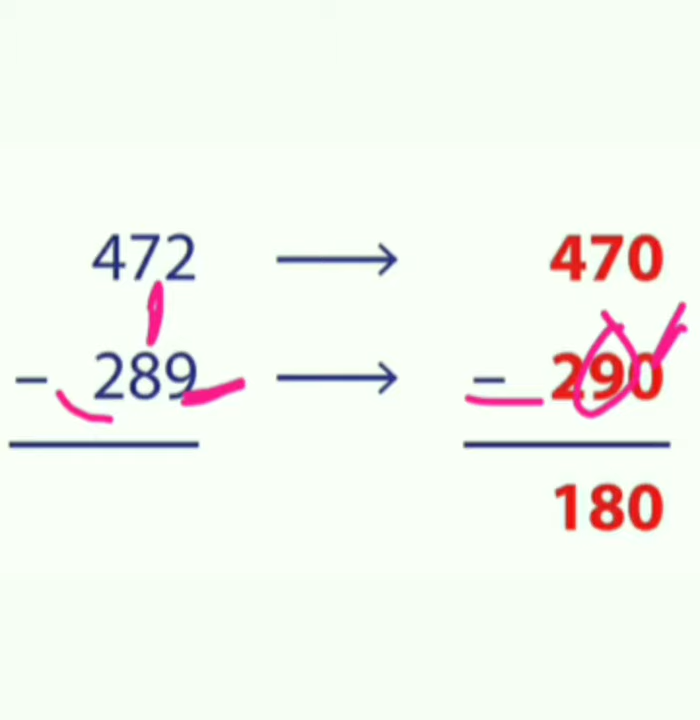 472 → 470
− 289 → − 290
180